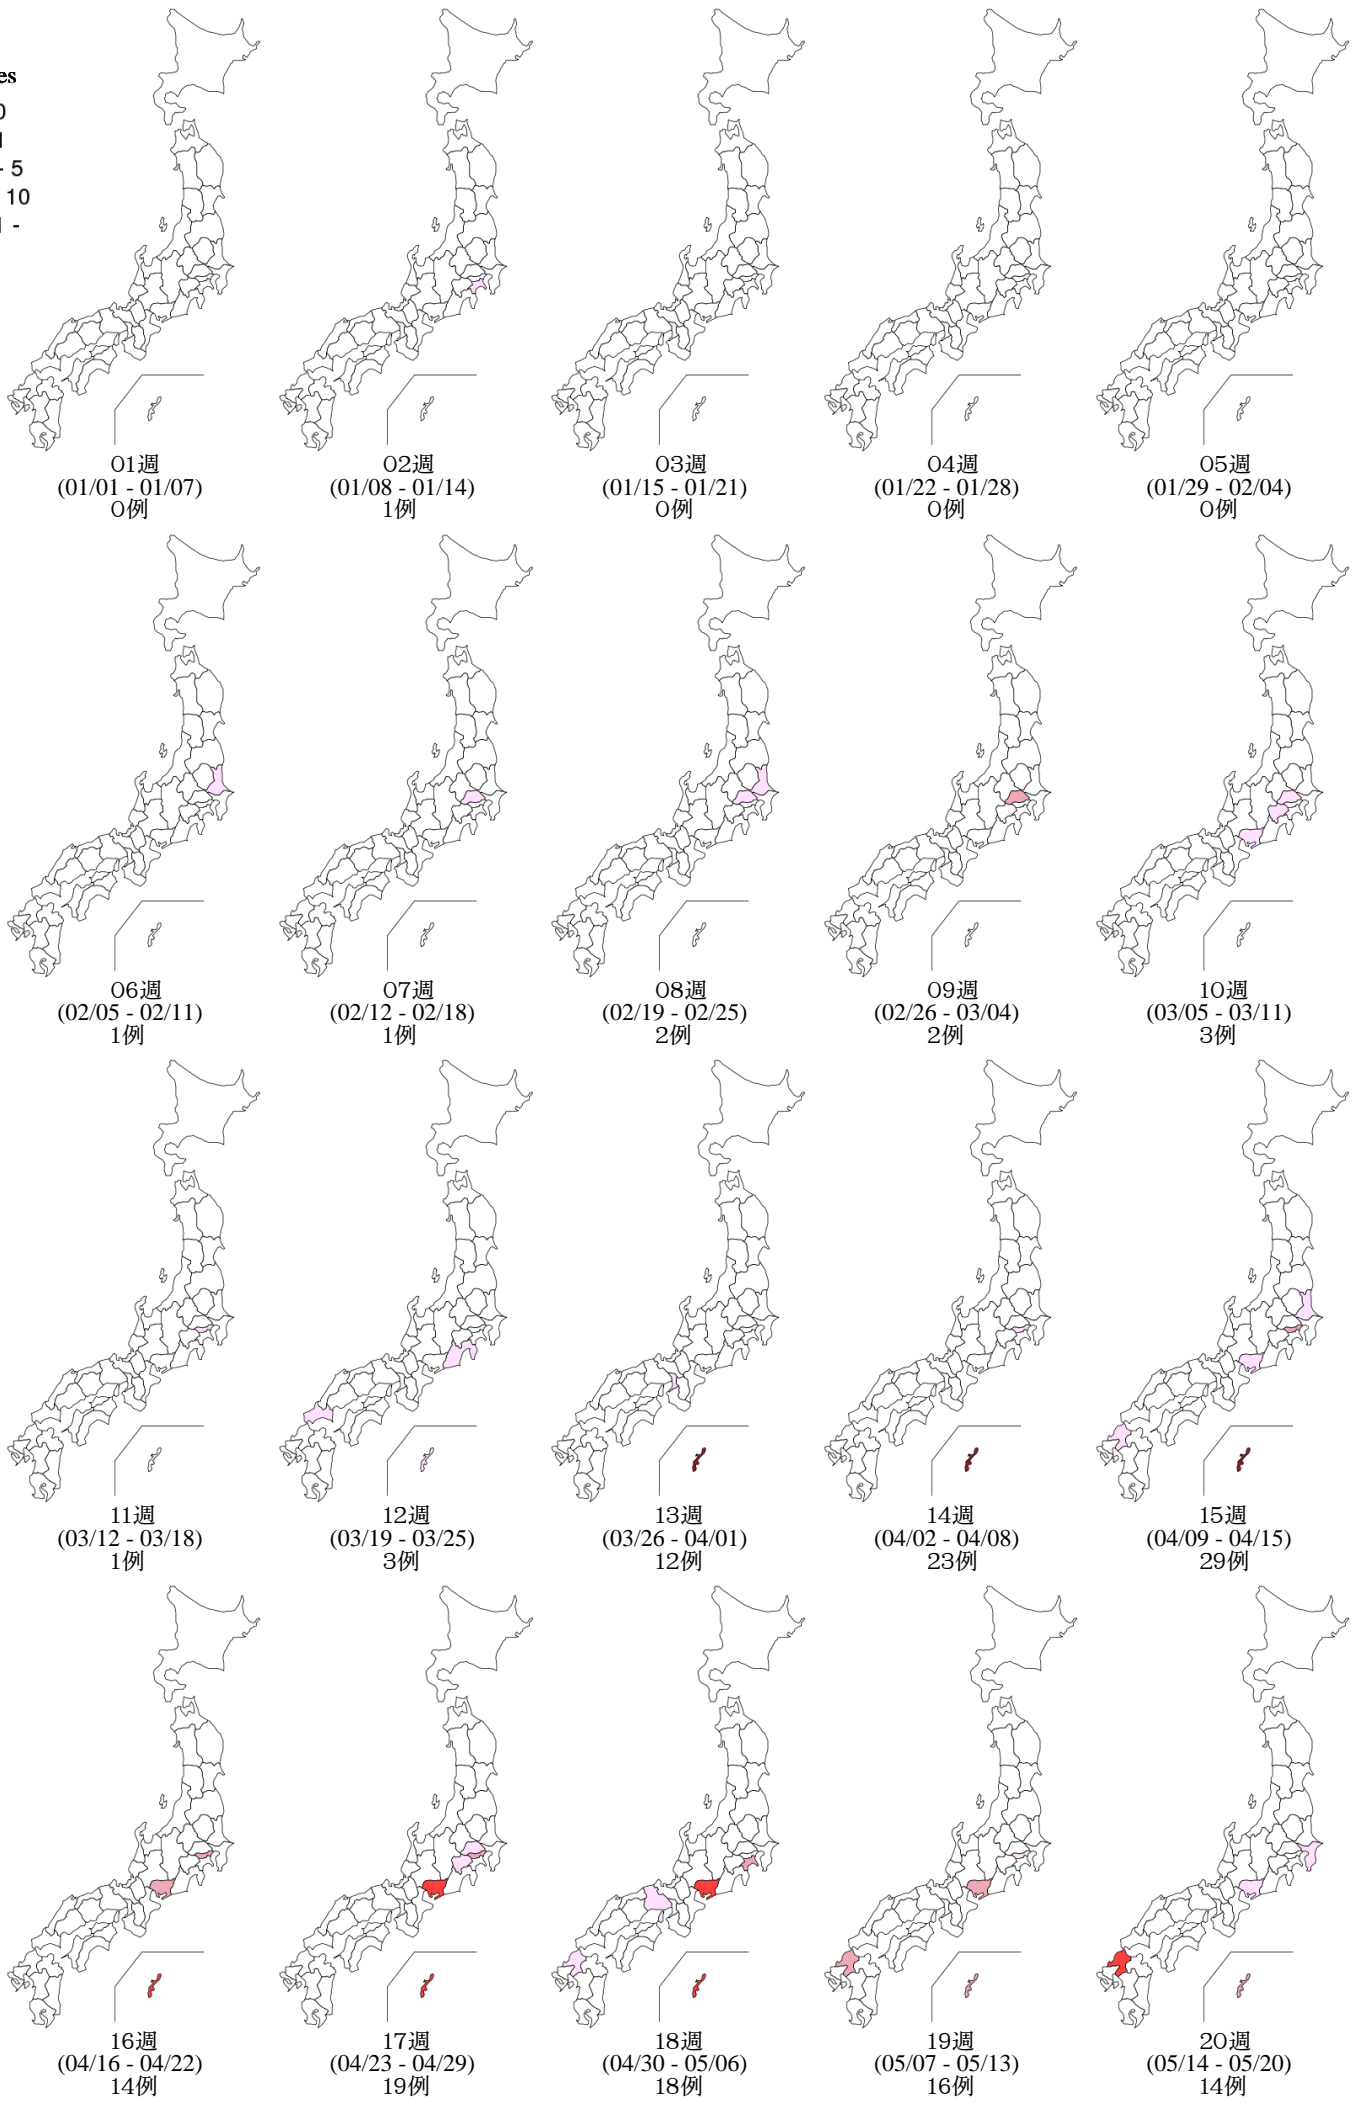 es
0
1
- 5
10
1 -
01週
(01/01 - 01/07)
0例
02週
(01/08 - 01/14)
1例
03週
(01/15 - 01/21)
0例
04週
(01/22 - 01/28)
0例
05週
(01/29 - 02/04)
0例
06週
(02/05 - 02/11)
1例
07週
(02/12 - 02/18)
1例
08週
(02/19 - 02/25)
2例
09週
(02/26 - 03/04)
2例
10週
(03/05 - 03/11)
3例
11週
(03/12 - 03/18)
1例
12週
(03/19 - 03/25)
3例
13週
(03/26 - 04/01)
12例
14週
(04/02 - 04/08)
23例
15週
(04/09 - 04/15)
29例
16週
(04/16 - 04/22)
14例
17週
(04/23 - 04/29)
19例
18週
(04/30 - 05/06)
18例
19週
(05/07 - 05/13)
16例
20週
(05/14 - 05/20)
14例